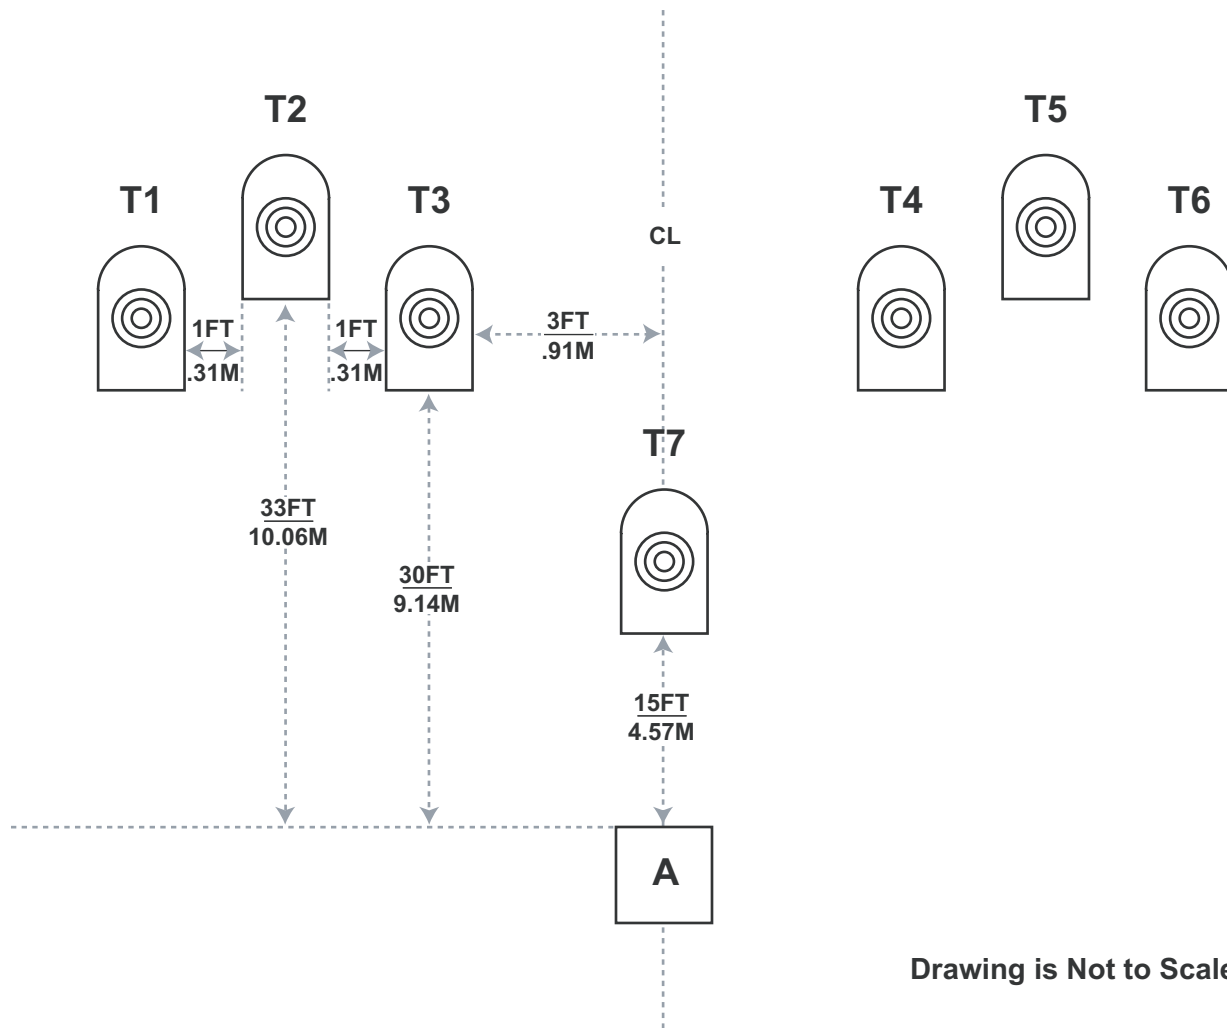 T2
T5
T1
T3
T4
T6
CL
1FT
.31M
1FT
.31M
3FT
.91M
T7
33FT
10.06M
30FT
9.14M
15FT
4.57M
A
Drawing is Not to Scale